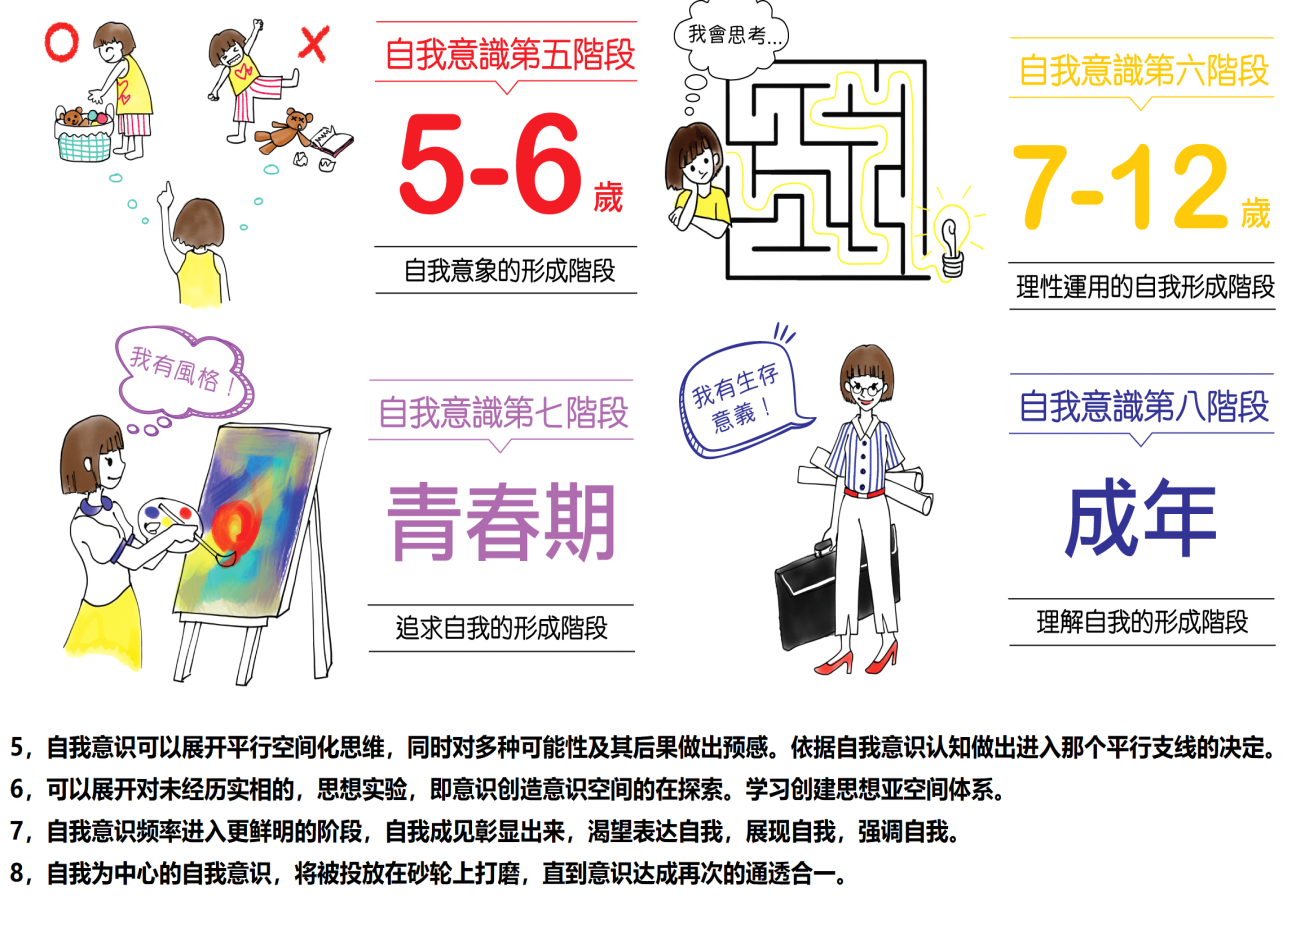 自我意識第五階段
5-6歲
自我意象的形成階段
我會思考...
自我意識第六階段
7-12歲
理性運用的自我形成階段
我有風格！
自我意識第七階段
青春期
追求自我的形成階段
我有生存
意義！
自我意識第八階段
成年
理解自我的形成階段
5，自我意识可以展开平行空间化思维，同时对多种可能性及其后果做出预感。依据自我意识认知做出进入那个平行支线的决定。
6，可以展开对未经历实相的，思想实验，即意识创造意识空间的在探索。学习创建思想亚空间体系。
7，自我意识频率进入更鲜明的阶段，自我成见彰显出来，渴望表达自我，展现自我，强调自我。
8，自我为中心的自我意识，将被投放在砂轮上打磨，直到意识达成再次的通透合一。